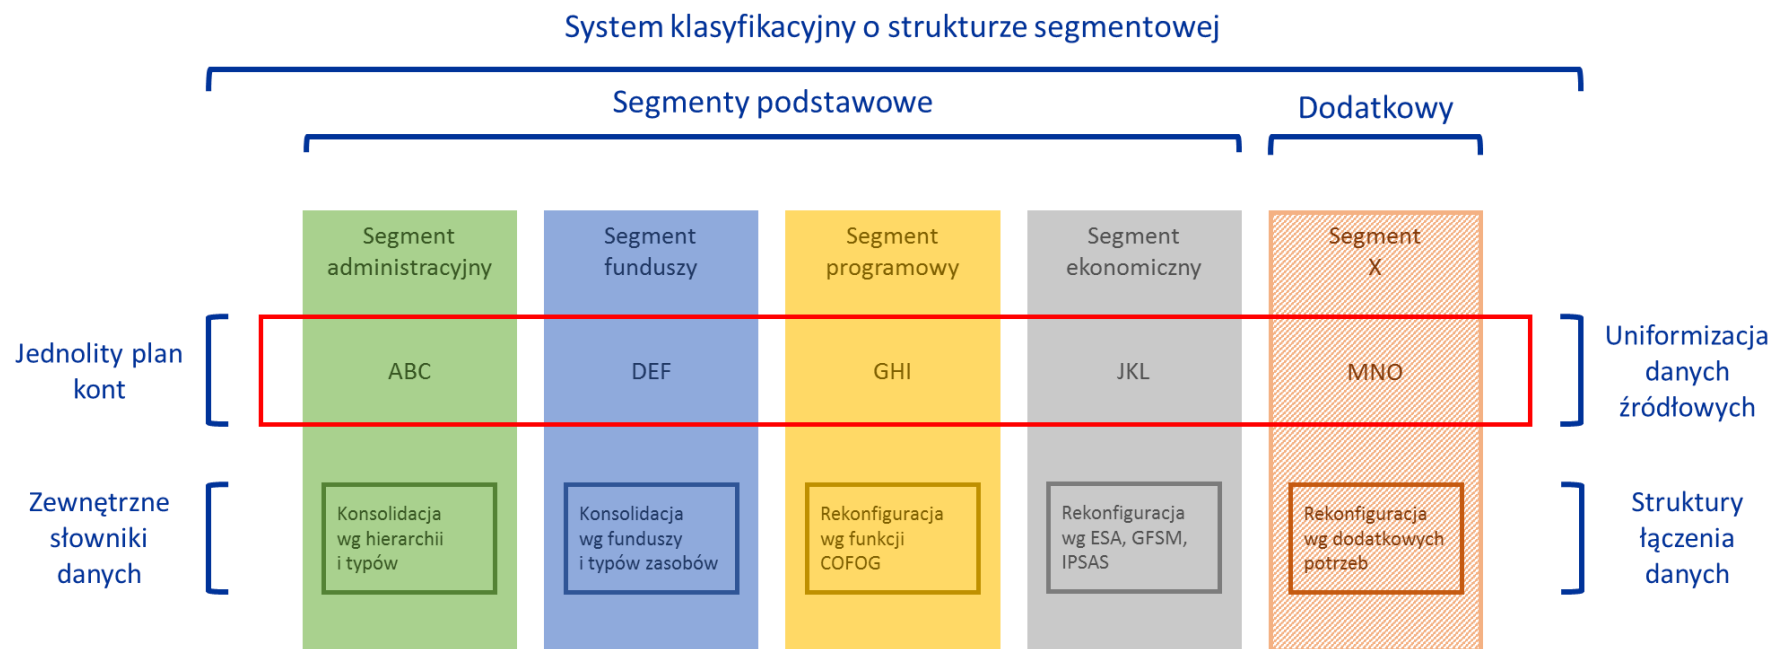 System klasyfikacyjny o strukturze segmentowej
Segmenty podstawowe
Dodatkowy
Segment
administracyjny
Segment
funduszy
Segment
programowy
Segment
ekonomiczny
Segment
X
Jednolity plan
kont
ABC
DEF
GHI
JKL
MNO
Uniformizacja
danych
źródłowych
Zewnętrzne
słowniki
danych
Konsolidacja
wg hierarchii
i typów
Konsolidacja
wg funduszy
i typów zasobów
Rekonfiguracja
wg funkcji
COFOG
Rekonfiguracja
wg ESA, GFSM,
IPSAS
Rekonfiguracja
wg dodatkowych
potrzeb
Struktury
łączenia
danych